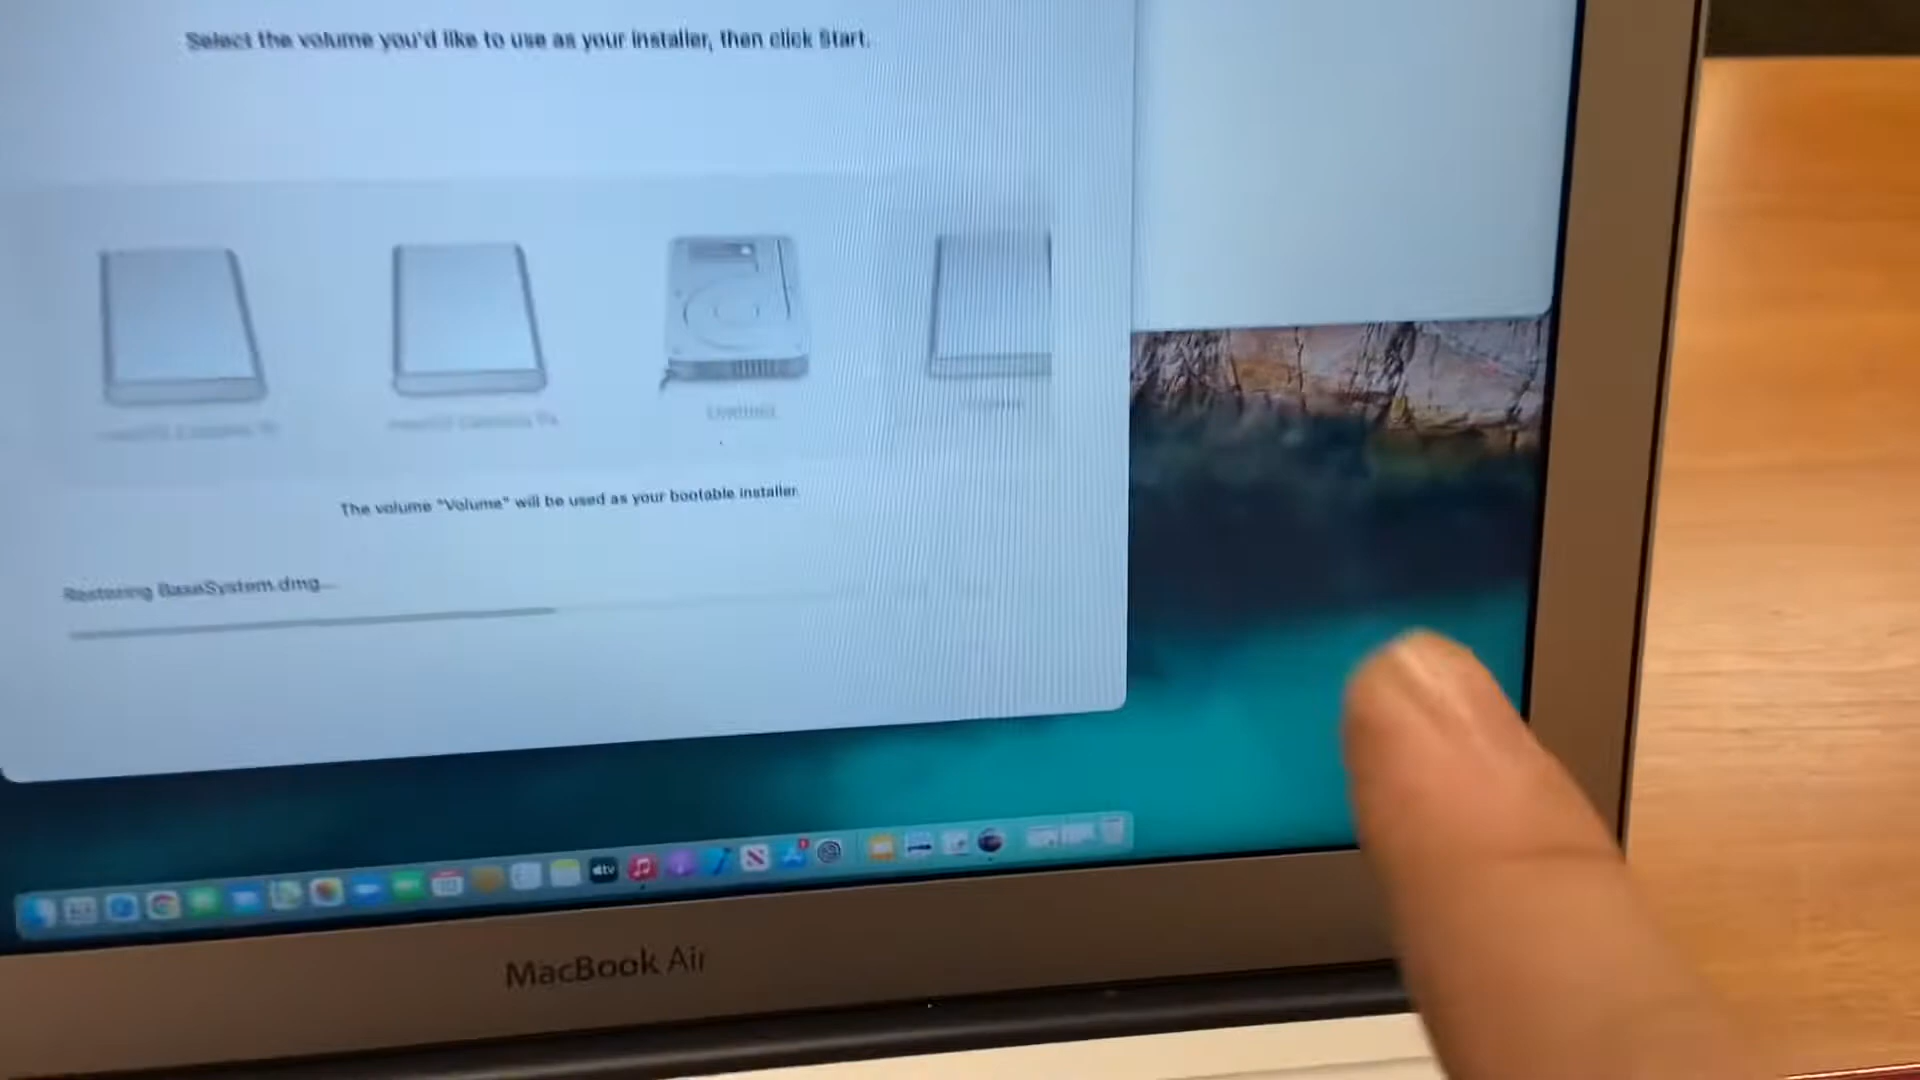 Select the volume you'd like to use as your installer, then click Start.
The volume "Volume" will be used as your bootable installer.
Restoring BaseSystem.dmg...
tv
MacBook Air